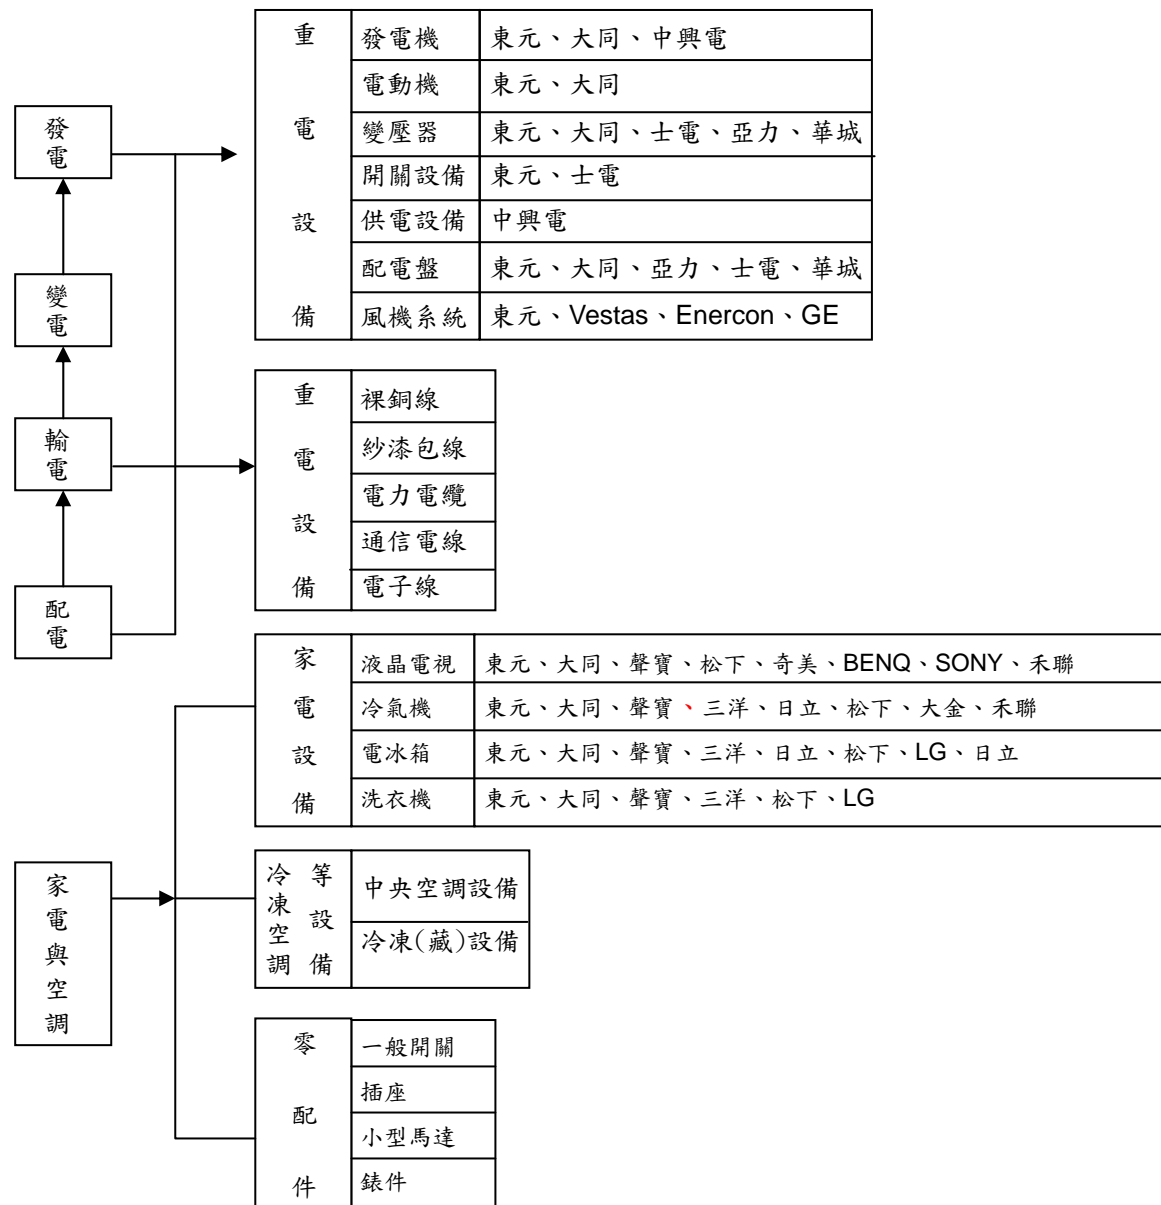 發電
變電
輸電
配電
重電設備
發電機 東元、大同、中興電
電動機 東元、大同
變壓器 東元、大同、士電、亞力、華城
開關設備 東元、士電
供電設備 中興電
配電盤 東元、大同、亞力、士電、華城
風機系統 東元、Vestas、Enercon、GE
重電設備
裸銅線
紗漆包線
電力電纜
通信電線
電子線
家電與空調
家電設備
液晶電視 東元、大同、聲寶、松下、奇美、BENQ、SONY、禾聯
冷氣機 東元、大同、聲寶、三洋、日立、松下、大金、禾聯
電冰箱 東元、大同、聲寶、三洋、日立、松下、LG、日立
洗衣機 東元、大同、聲寶、三洋、松下、LG
冷凍空調
等設備
中央空調設備
冷凍(藏)設備
零配件
一般開關
插座
小型馬達
錶件